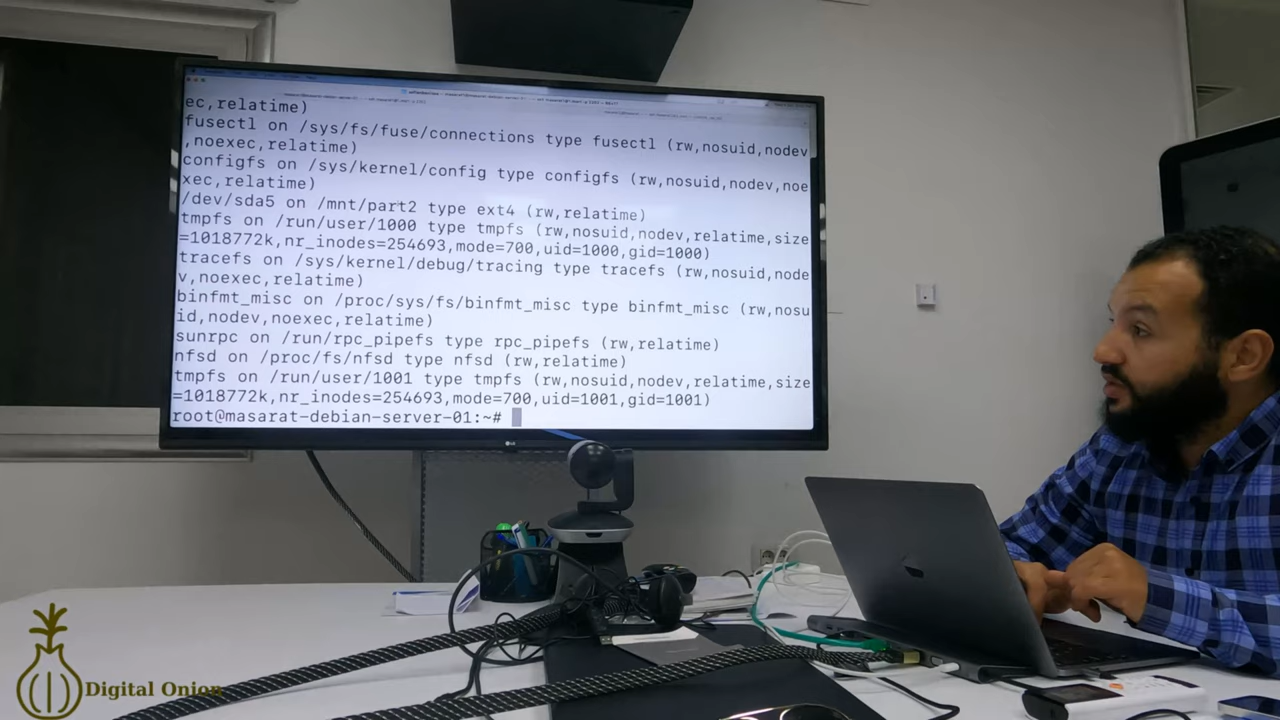 ec,relatime)
fusectl on /sys/fs/fuse/connections type fusectl (rw,nosuid,nodev
,noexec,relatime)
configfs on /sys/kernel/config type configfs (rw,nosuid,nodev,noe
xec,relatime)
/dev/sda5 on /mnt/part2 type ext4 (rw,relatime)
tmpfs on /run/user/1000 type tmpfs (rw,nosuid,nodev,relatime,size
=1018772k,nr_inodes=254693,mode=700,uid=1000,gid=1000)
tracefs on /sys/kernel/debug/tracing type tracefs (rw,nosuid,node
v,noexec,relatime)
binfmt_misc on /proc/sys/fs/binfmt_misc type binfmt_misc (rw,nosu
id,nodev,noexec,relatime)
sunrpc on /run/rpc_pipefs type rpc_pipefs (rw,relatime)
nfsd on /proc/fs/nfsd type nfsd (rw,relatime)
tmpfs on /run/user/1001 type tmpfs (rw,nosuid,nodev,relatime,size
=1018772k,nr_inodes=254693,mode=700,uid=1001,gid=1001)
root@masarat-debian-server-01:~#
LG
Digital Onion